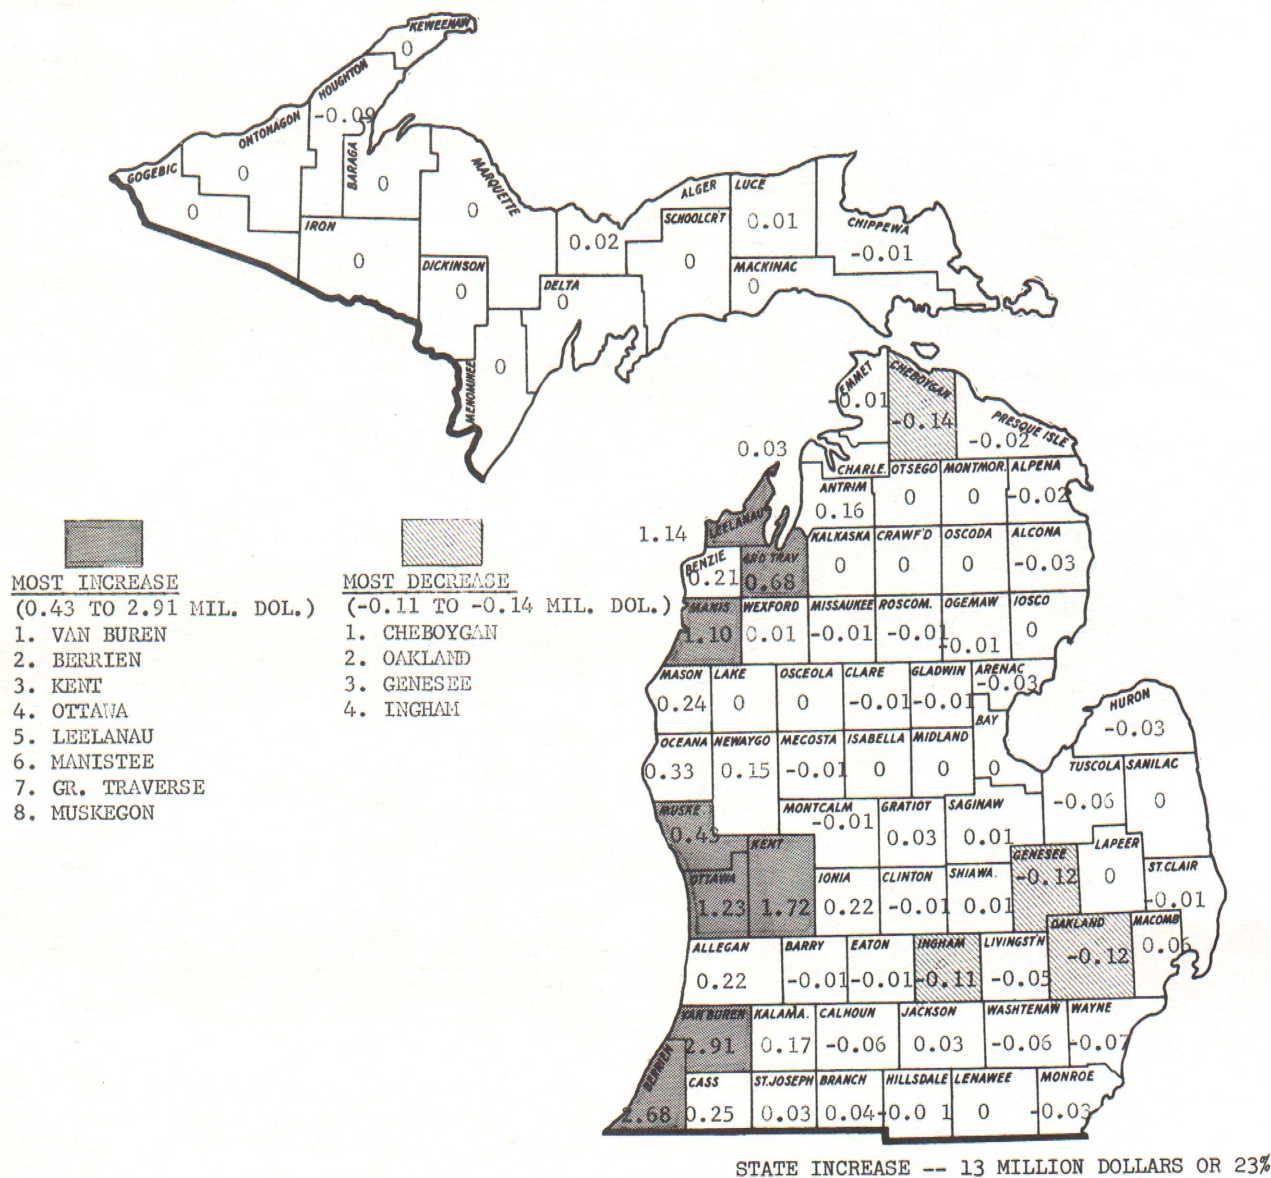 KEWEENAW
0
HOUGHTON
-0.09
ONTONAGON
0
GOGEBIC
0
BARAGA
0
MARQUETTE
0
IRON
0
DICKINSON
0
MENOMINEE
0
DELTA
0
ALGER
0.02
SCHOOLCR'T
0
LUCE
0.01
CHIPPEWA
-0.01
MACKINAC
0
EMMET
-0.01
CHEBOYGAN
-0.14
PRESQUE ISLE
-0.02
0.03
CHARLE. OTSEGO MONTMOR. ALPENA
0 0 -0.02
ANTRIM
0.16
LEELANAU
1.14
BENZIE
0.21
GRD TRAV
0.68
KALKASKA CRAWF'D OSCODA ALCONA
0 0 0 -0.03
MANIS WEXFORD MISSAUKEE ROSCOM. OGEMAW IOSCO
1.10 0.01 -0.01 -0.01 -0.01 0
MASON LAKE OSCEOLA CLARE GLADWIN ARENAC
0.24 0 0 -0.01 -0.01 -0.03
HURON
-0.03
OCEANA NEWAYGO MECOSTA ISABELLA MIDLAND BAY
0.33 0.15 -0.01 0 0 0
TUSCOLA SANILAC
-0.06 0
MUSKE
0.43
MONTCALM GRATIOT SAGINAW
-0.01 0.03 0.01
KENT
1.72
GENESEE
-0.12
LAPEER
0
ST.CLAIR
-0.01
OTTAWA
1.23
IONIA CLINTON SHIAWA.
0.22 -0.01 0.01
OAKLAND
-0.12
MACOMB
0.06
ALLEGAN BARRY EATON INGHAM LIVINGST'N
0.22 -0.01 -0.01 -0.11 -0.05
VAN BUREN KALAMA. CALHOUN JACKSON WASHTENAW WAYNE
2.91 0.17 -0.06 0.03 -0.06 -0.07
BERRIEN
2.68
CASS ST.JOSEPH BRANCH HILLSDALE LENAWEE MONROE
0.25 0.03 0.04 -0.0 1 0 -0.03
MOST INCREASE
(0.43 TO 2.91 MIL. DOL.)
1. VAN BUREN
2. BERRIEN
3. KENT
4. OTTAWA
5. LEELANAU
6. MANISTEE
7. GR. TRAVERSE
8. MUSKEGON
MOST DECREASE
(-0.11 TO -0.14 MIL. DOL.)
1. CHEBOYGAN
2. OAKLAND
3. GENESEE
4. INGHAM
STATE INCREASE -- 13 MILLION DOLLARS OR 23%